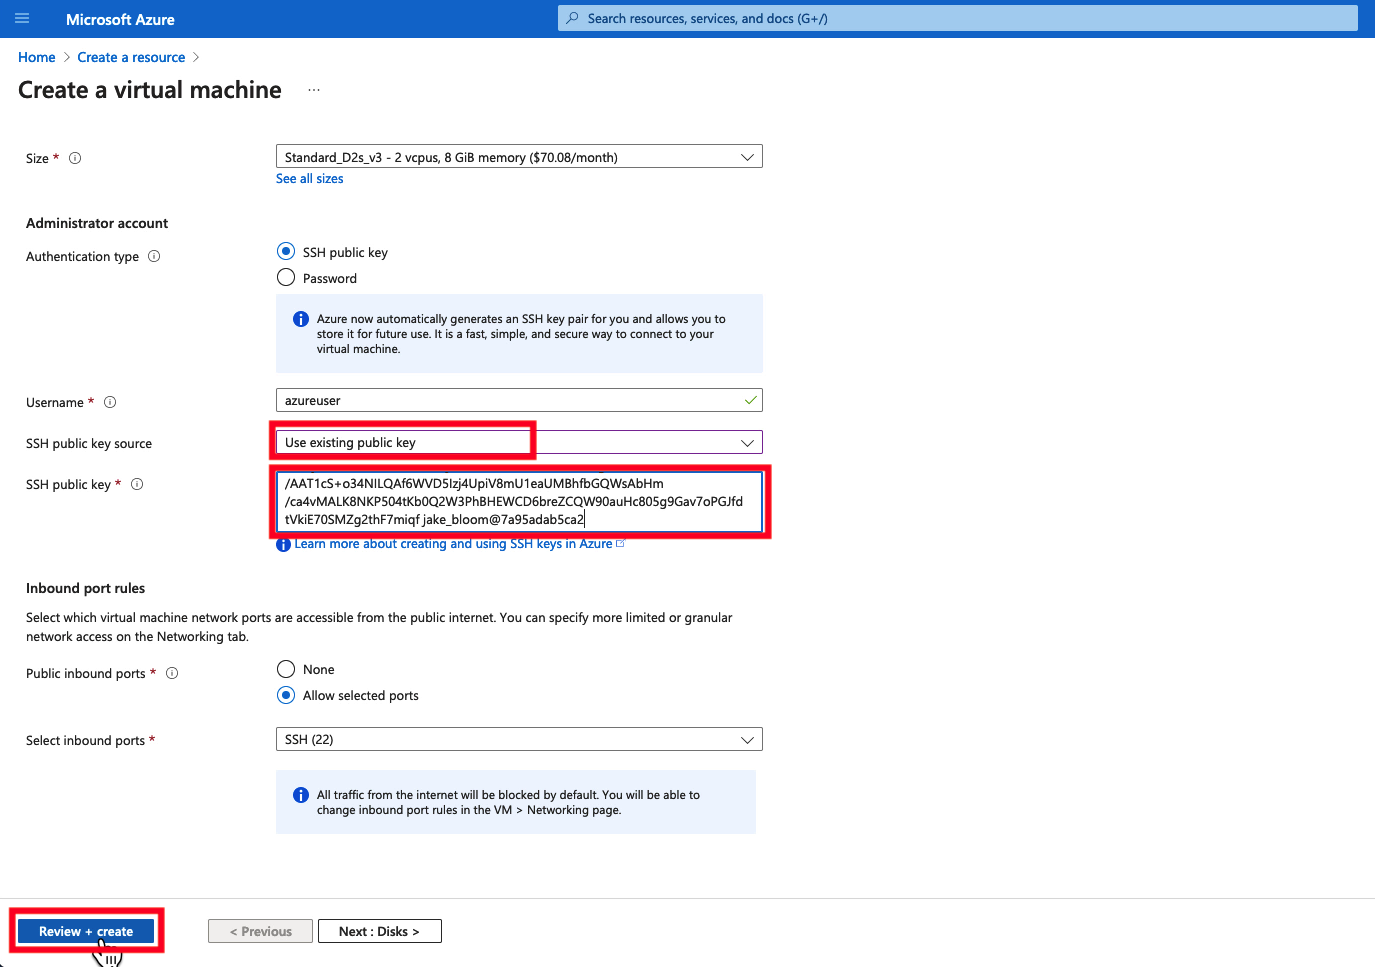 Microsoft Azure
Search resources, services, and docs (G+/)
Home > Create a resource >
Create a virtual machine ...
Size *
Standard_D2s_v3 - 2 vcpus, 8 GiB memory ($70.08/month)
See all sizes
Administrator account
Authentication type
SSH public key
Password
Azure now automatically generates an SSH key pair for you and allows you to
store it for future use. It is a fast, simple, and secure way to connect to your
virtual machine.
Username *
azureuser
SSH public key source
Use existing public key
SSH public key *
/AAT1cS+o34NILQAf6WVD5Izj4UpiV8mU1eaUMBhfbGQWsAbHm
/ca4vMALK8NKP504tKb0Q2W3PhBHEWCD6breZCQW90auHc805g9Gav7oPGJfd
tVkiE70SMZg2thF7miqf jake_bloom@7a95adab5ca2
Learn more about creating and using SSH keys in Azure
Inbound port rules
Select which virtual machine network ports are accessible from the public internet. You can specify more limited or granular
network access on the Networking tab.
Public inbound ports *
None
Allow selected ports
Select inbound ports *
SSH (22)
All traffic from the internet will be blocked by default. You will be able to
change inbound port rules in the VM > Networking page.
Review + create
< Previous
Next : Disks >